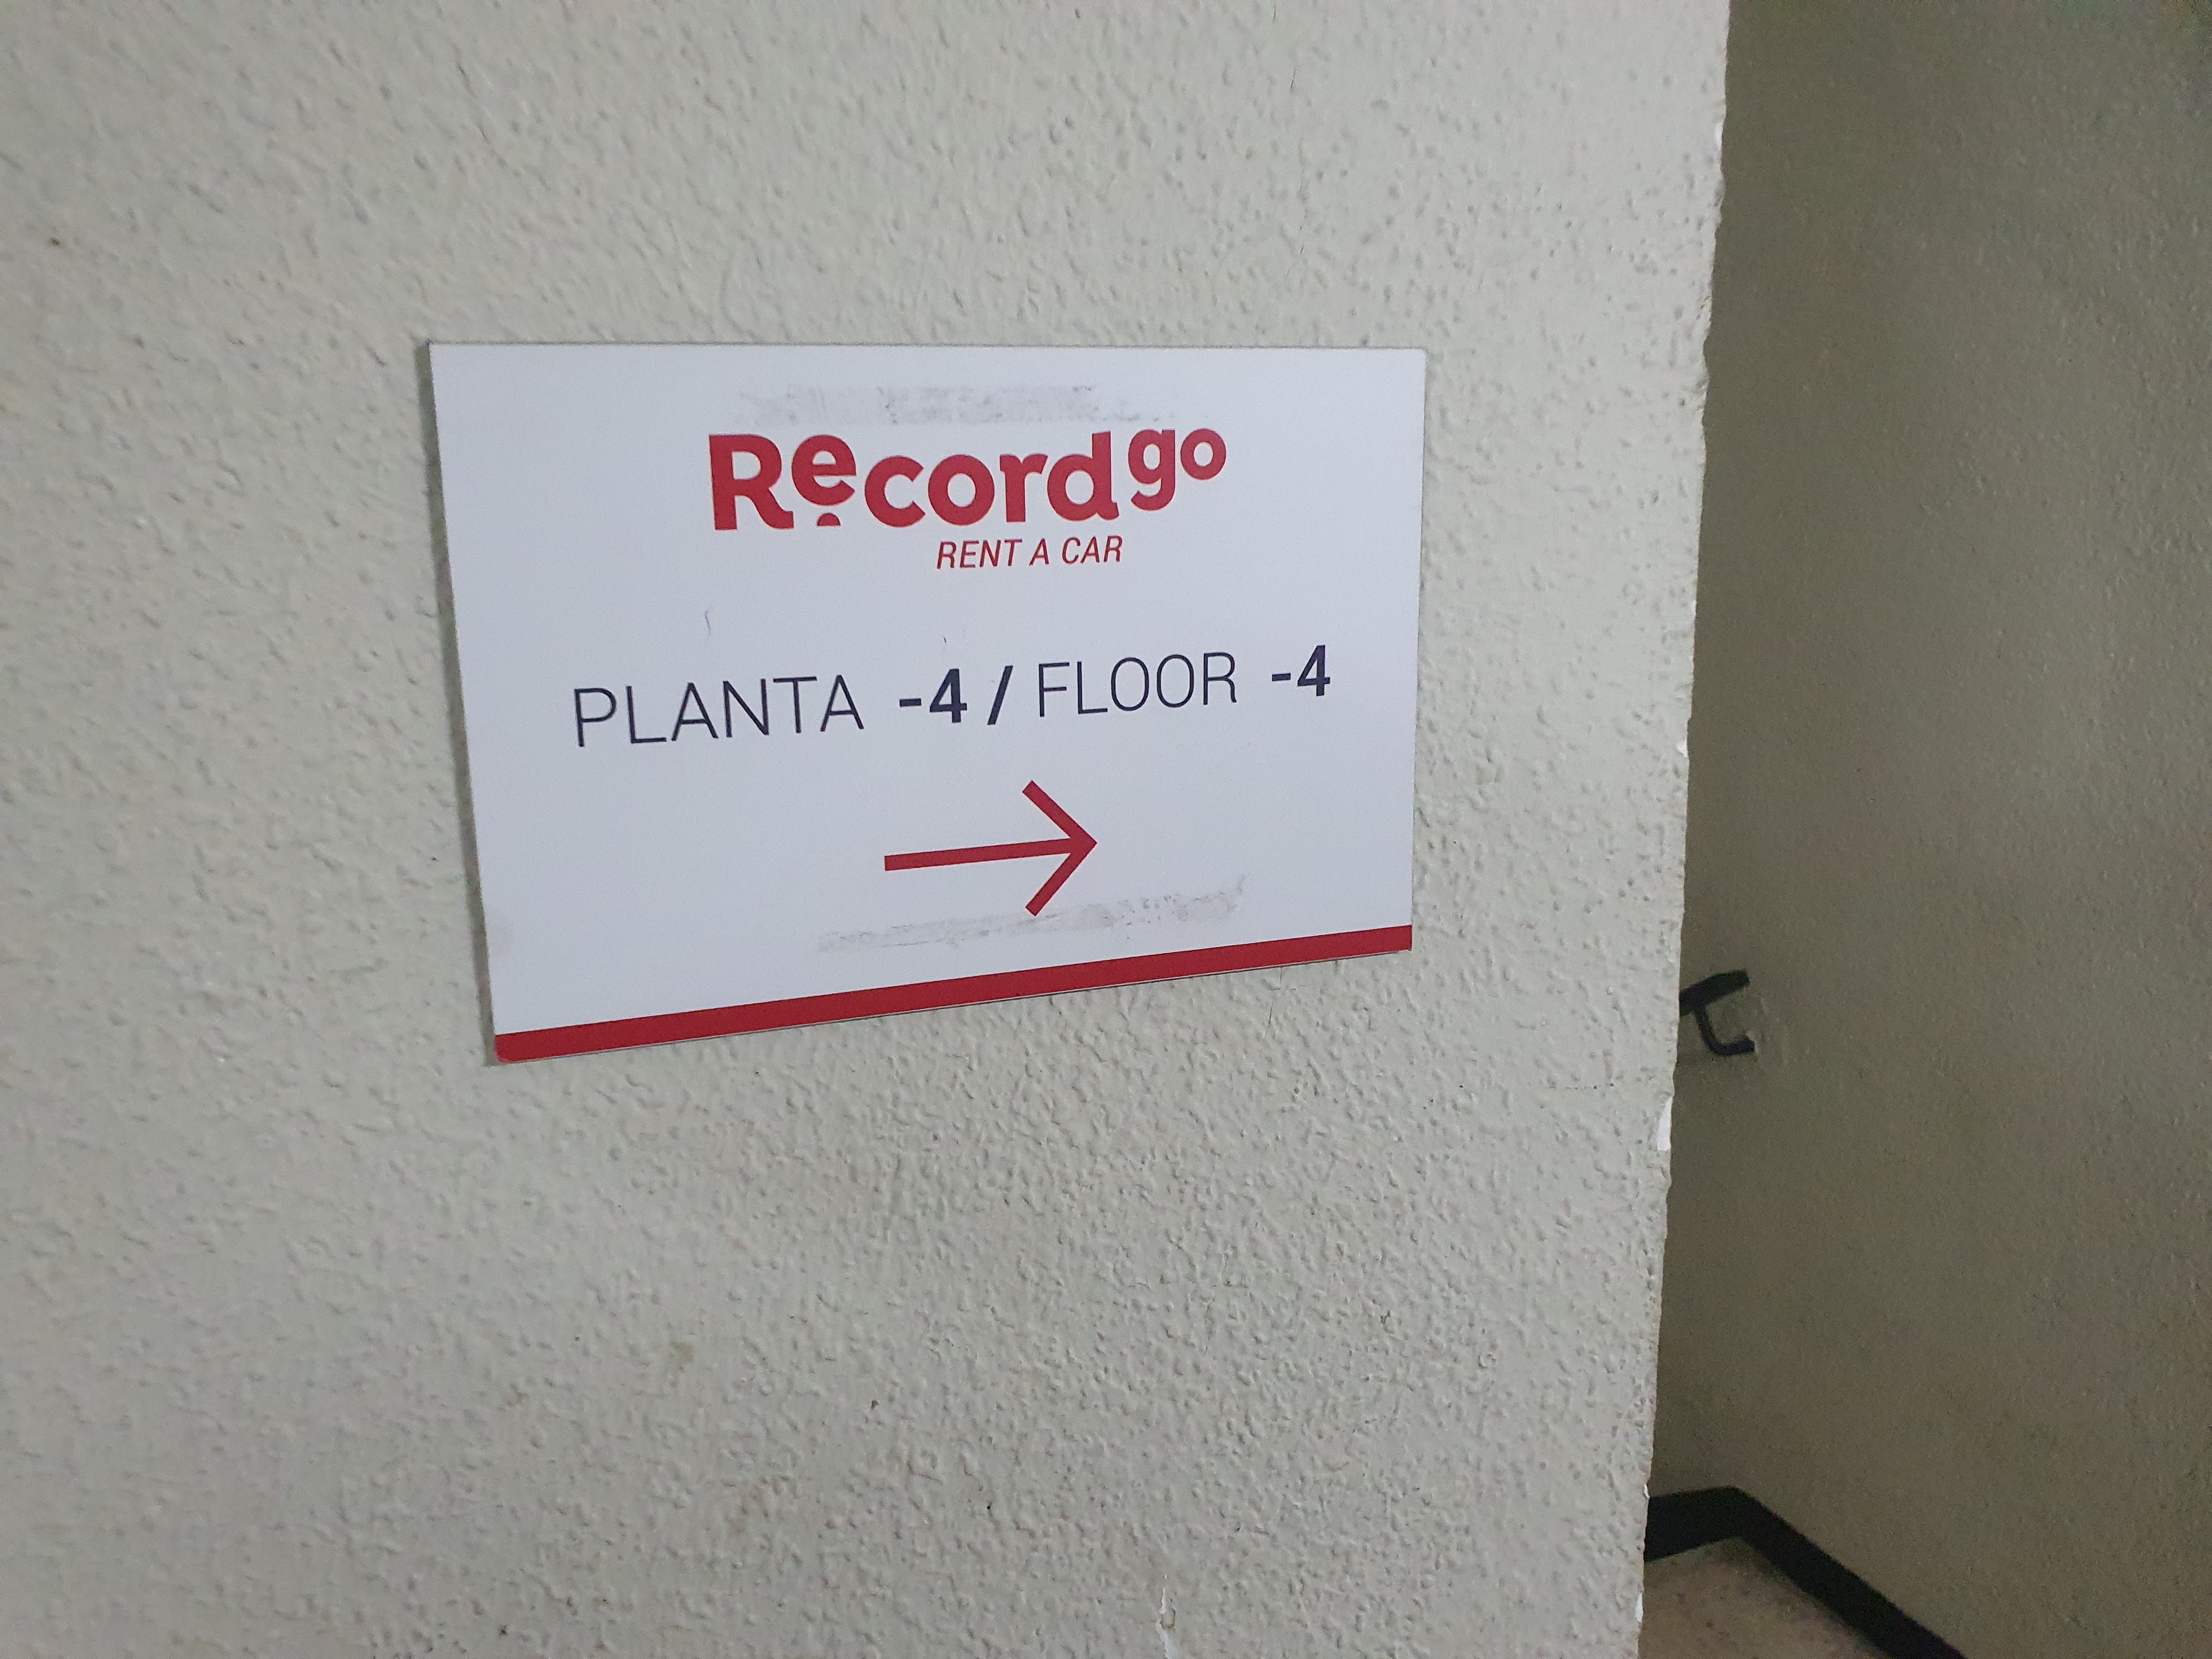 Recordgo
RENT A CAR
PLANTA -4 / FLOOR -4